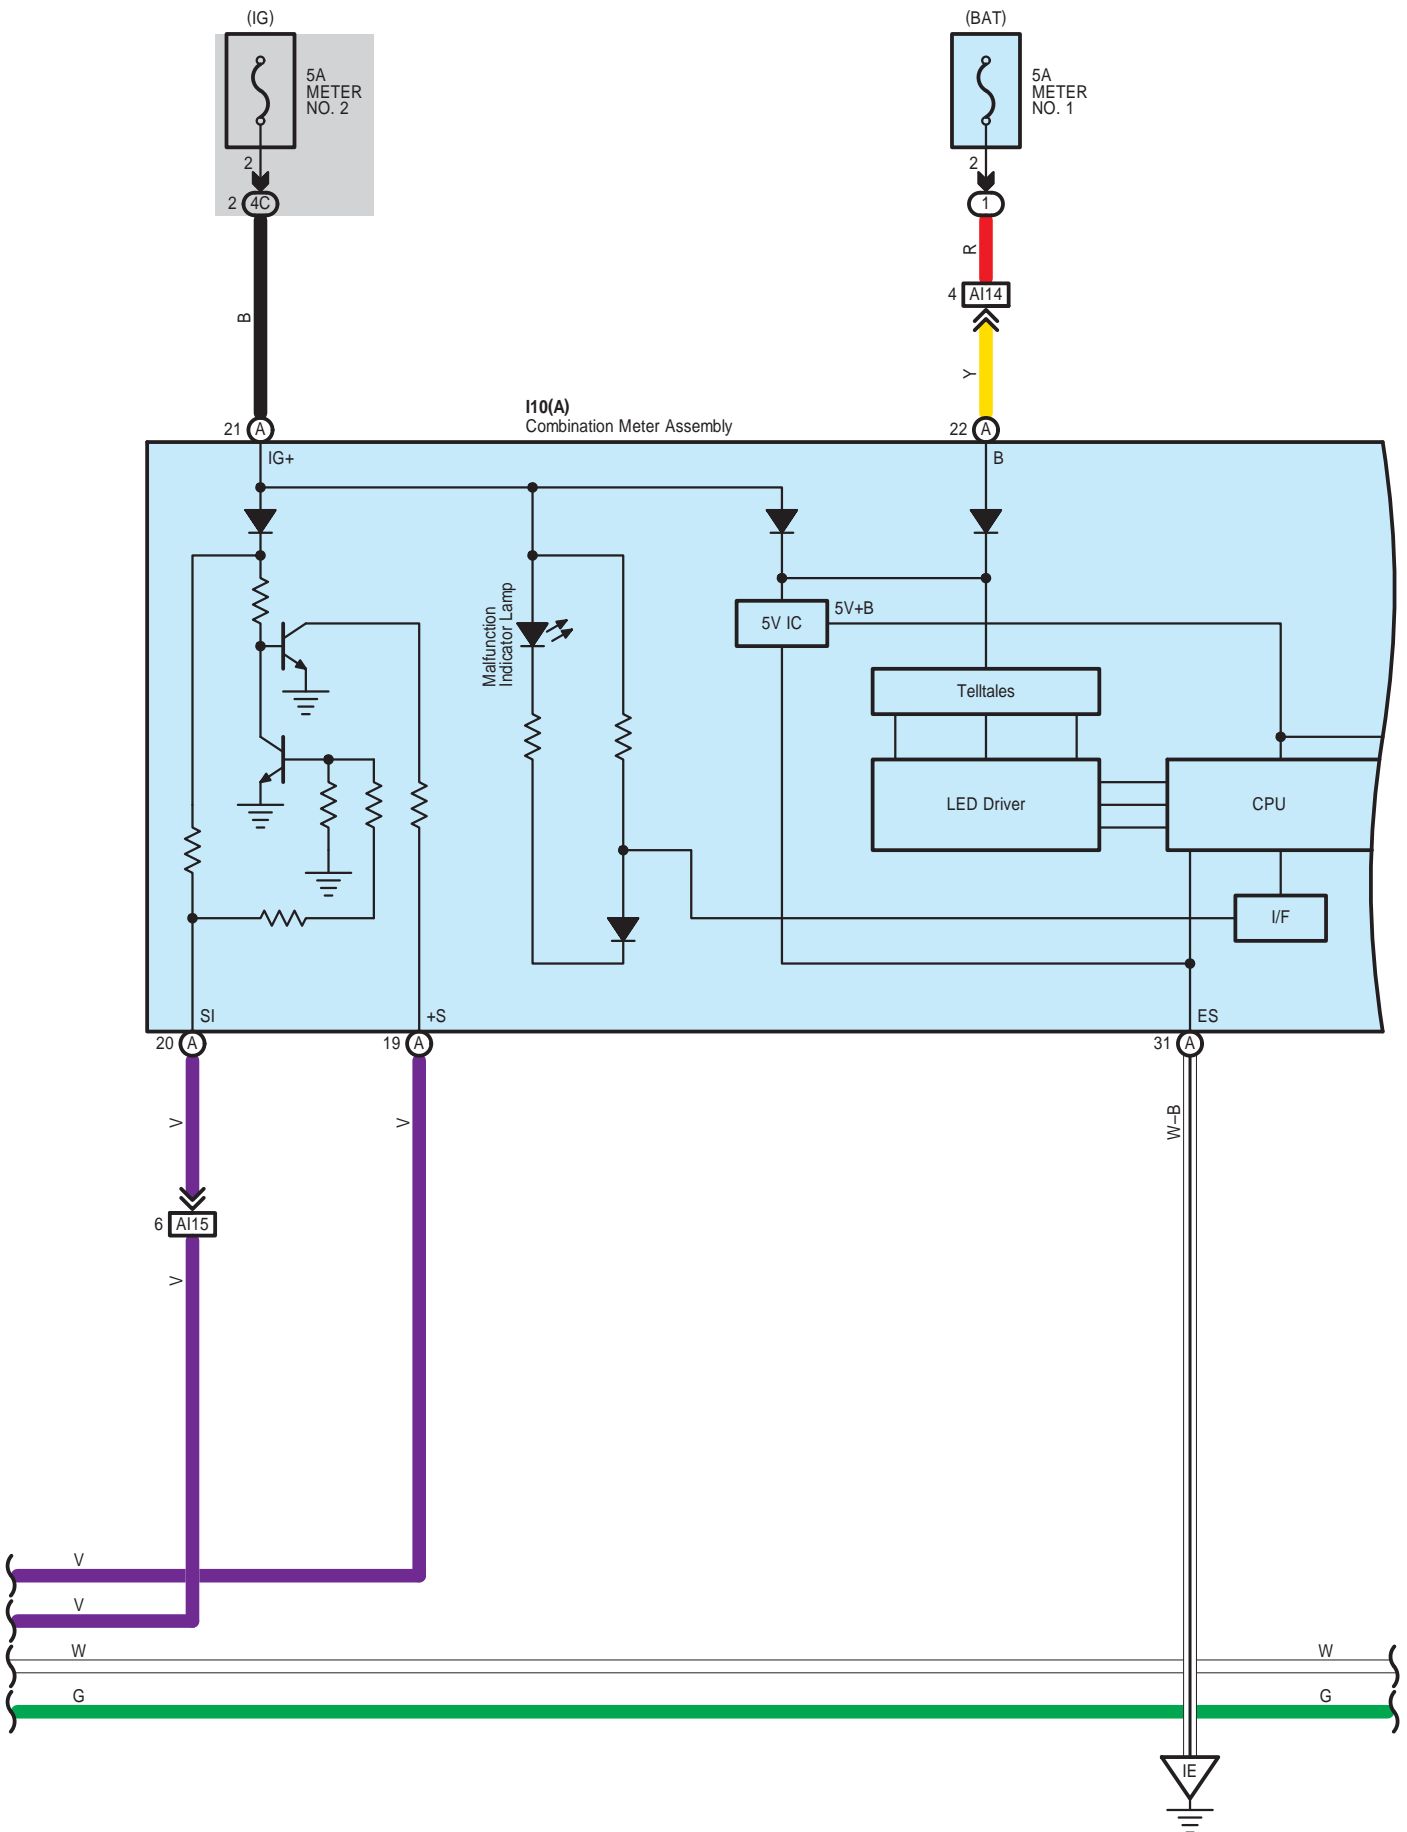 (IG)
(BAT)
5A
METER
NO. 2
5A
METER
NO. 1
2
2
2 4C
1
R
4 AI14
B
Y
I10(A)
Combination Meter Assembly
21 A
22 A
IG+
B
Malfunction
Indicator Lamp
5V IC
5V+B
Telltales
LED Driver
CPU
I/F
SI
+S
ES
20 A
19 A
31 A
V
V
W–B
6 AI15
V
V
V
W
W
G
G
IE